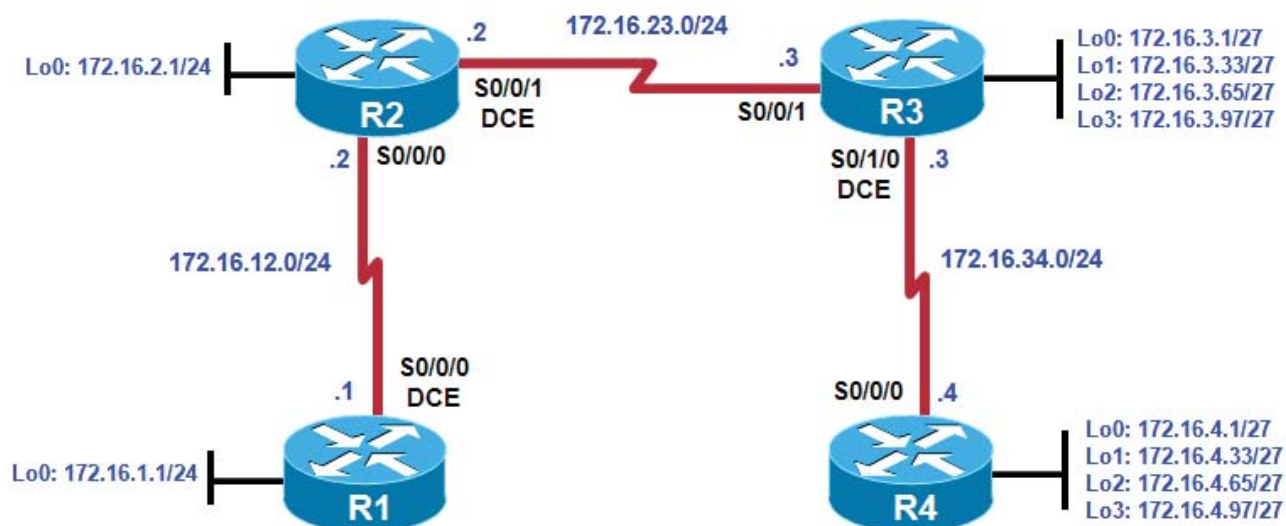 172.16.23.0/24
.2
.3
Lo0: 172.16.2.1/24
R2
S0/0/1
DCE
S0/0/1
R3
Lo0: 172.16.3.1/27
Lo1: 172.16.3.33/27
Lo2: 172.16.3.65/27
Lo3: 172.16.3.97/27
.2
S0/0/0
S0/1/0
DCE
.3
172.16.12.0/24
172.16.34.0/24
.1
S0/0/0
DCE
S0/0/0
.4
Lo0: 172.16.1.1/24
R1
R4
Lo0: 172.16.4.1/27
Lo1: 172.16.4.33/27
Lo2: 172.16.4.65/27
Lo3: 172.16.4.97/27